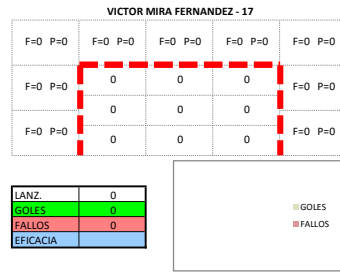 VICTOR MIRA FERNANDEZ - 17
F=0 P=0 F=0 P=0 F=0 P=0 F=0 P=0 F=0 P=0
F=0 P=0 0 0 0 F=0 P=0
0 0 0
F=0 P=0 0 0 0 F=0 P=0
LANZ. 0
GOLES 0
FALLOS 0
EFICACIA
GOLES
FALLOS